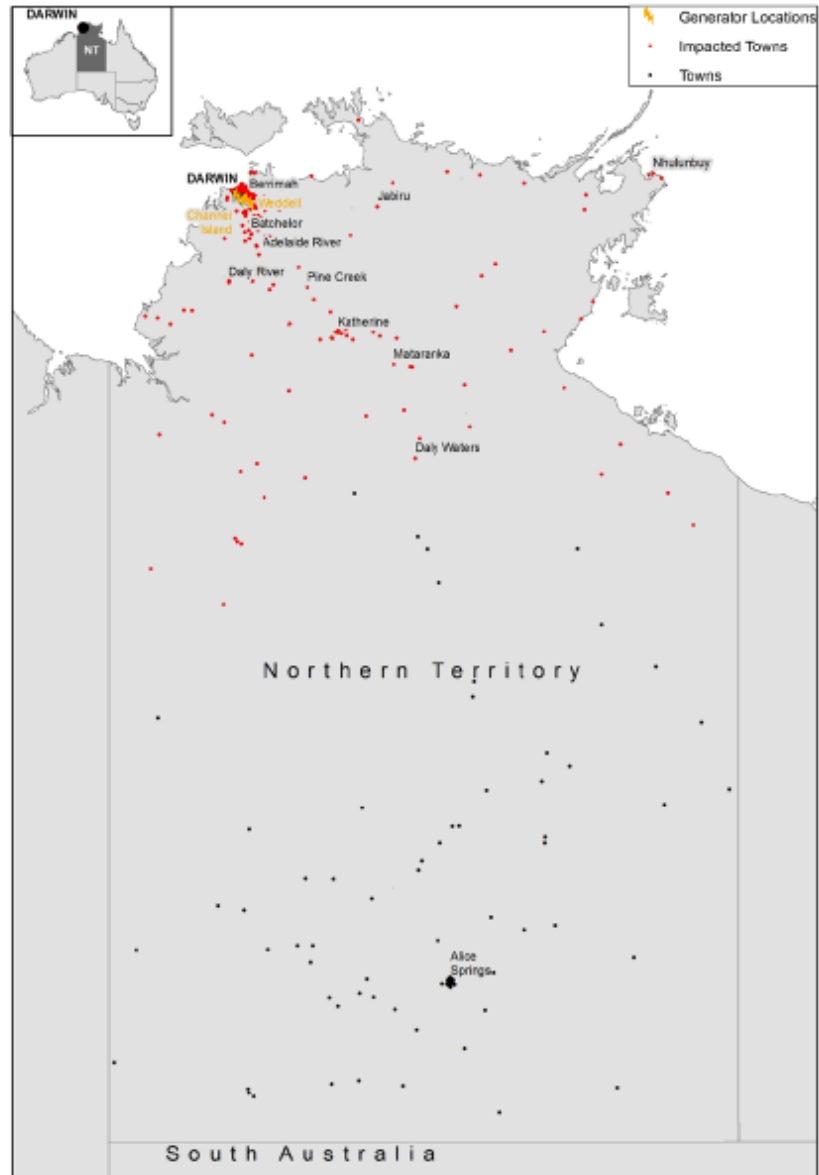 DARWIN
NT
Generator Locations
Impacted Towns
Towns
Nhulunbuy
DARWIN
Berrimah
Jabiru
Weddell
Channel
Island
Batchelor
Adelaide River
Daly River
Pine Creek
Katherine
Mataranka
Daly Waters
Northern Territory
Alice
Springs
South Australia